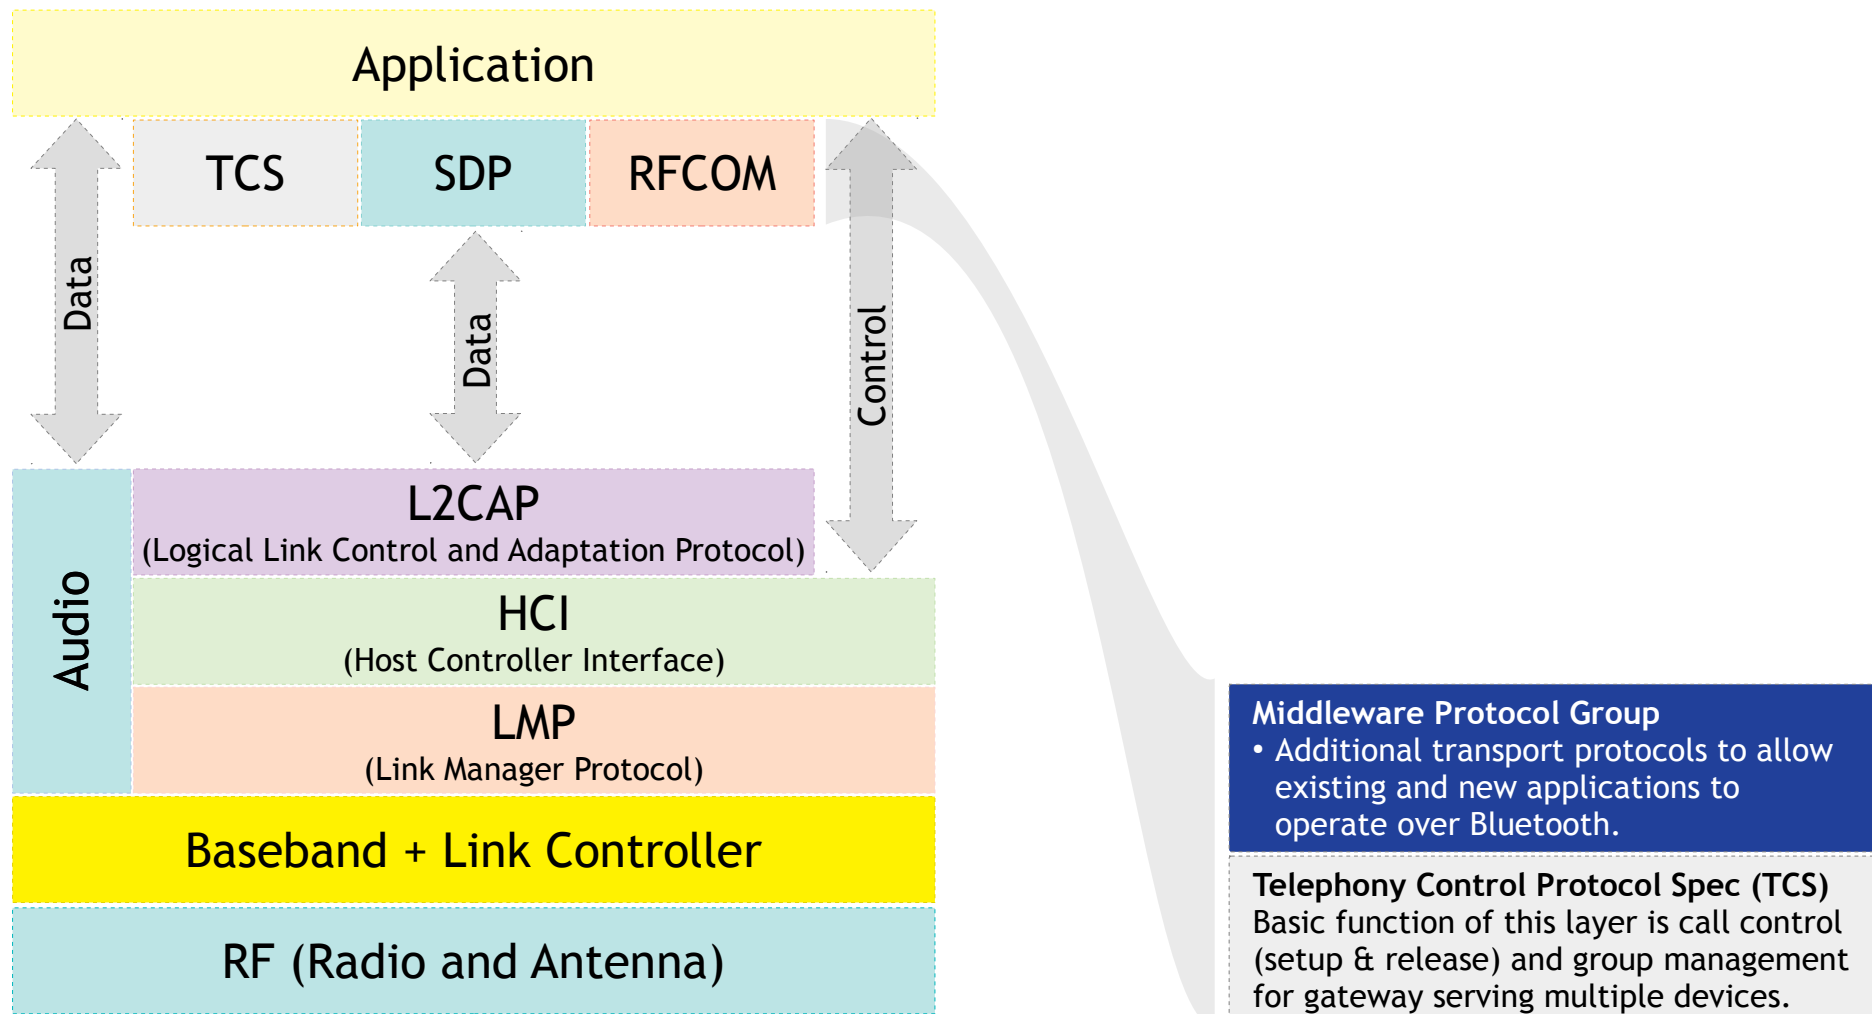 Application
TCS
SDP
RFCOM
Data
Data
Control
Audio
L2CAP
(Logical Link Control and Adaptation Protocol)
HCI
(Host Controller Interface)
LMP
(Link Manager Protocol)
Baseband + Link Controller
RF (Radio and Antenna)
Middleware Protocol Group
• Additional transport protocols to allow
existing and new applications to
operate over Bluetooth.
Telephony Control Protocol Spec (TCS)
Basic function of this layer is call control
(setup & release) and group management
for gateway serving multiple devices.